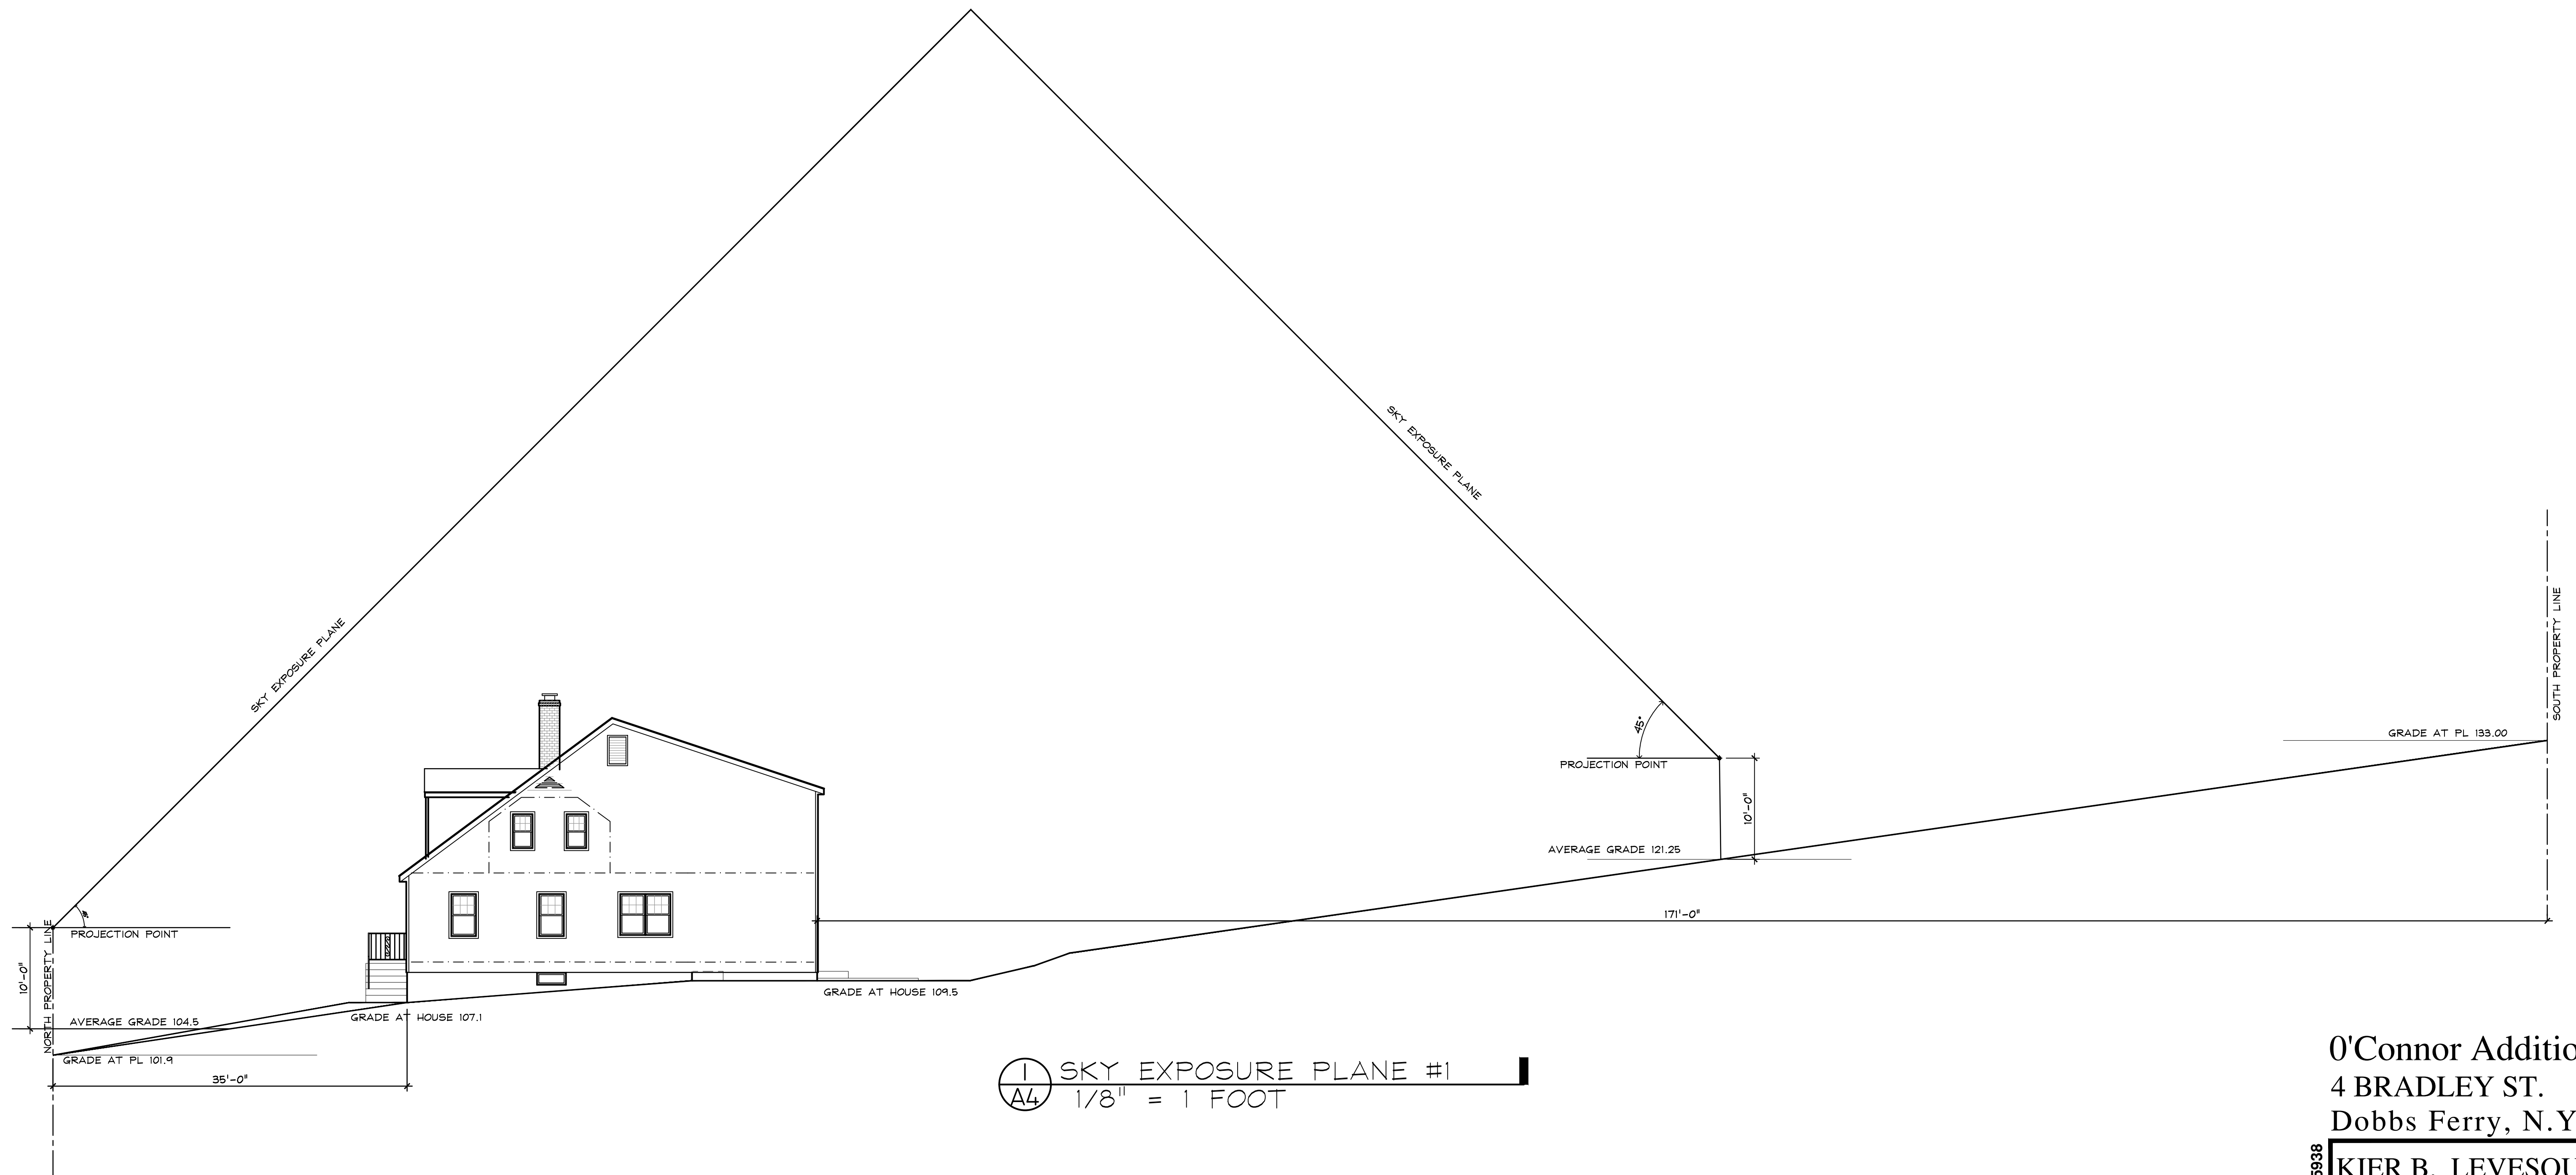 SKY EXPOSURE PLANE
SKY EXPOSURE PLANE
SOUTH PROPERTY LINE
45°
GRADE AT PL 133.00
PROJECTION POINT
10'-0"
AVERAGE GRADE 121.25
171'-0"
PROJECTION POINT
10'-0"
NORTH PROPERTY LINE
GRADE AT HOUSE 109.5
AVERAGE GRADE 104.5
GRADE AT HOUSE 107.1
GRADE AT PL 101.9
35'-0"
1
A4
SKY EXPOSURE PLANE #1
1/8" = 1 FOOT
O'Connor Additio
4 BRADLEY ST.
Dobbs Ferry, N.Y
5938
KIER B. LEVESQU